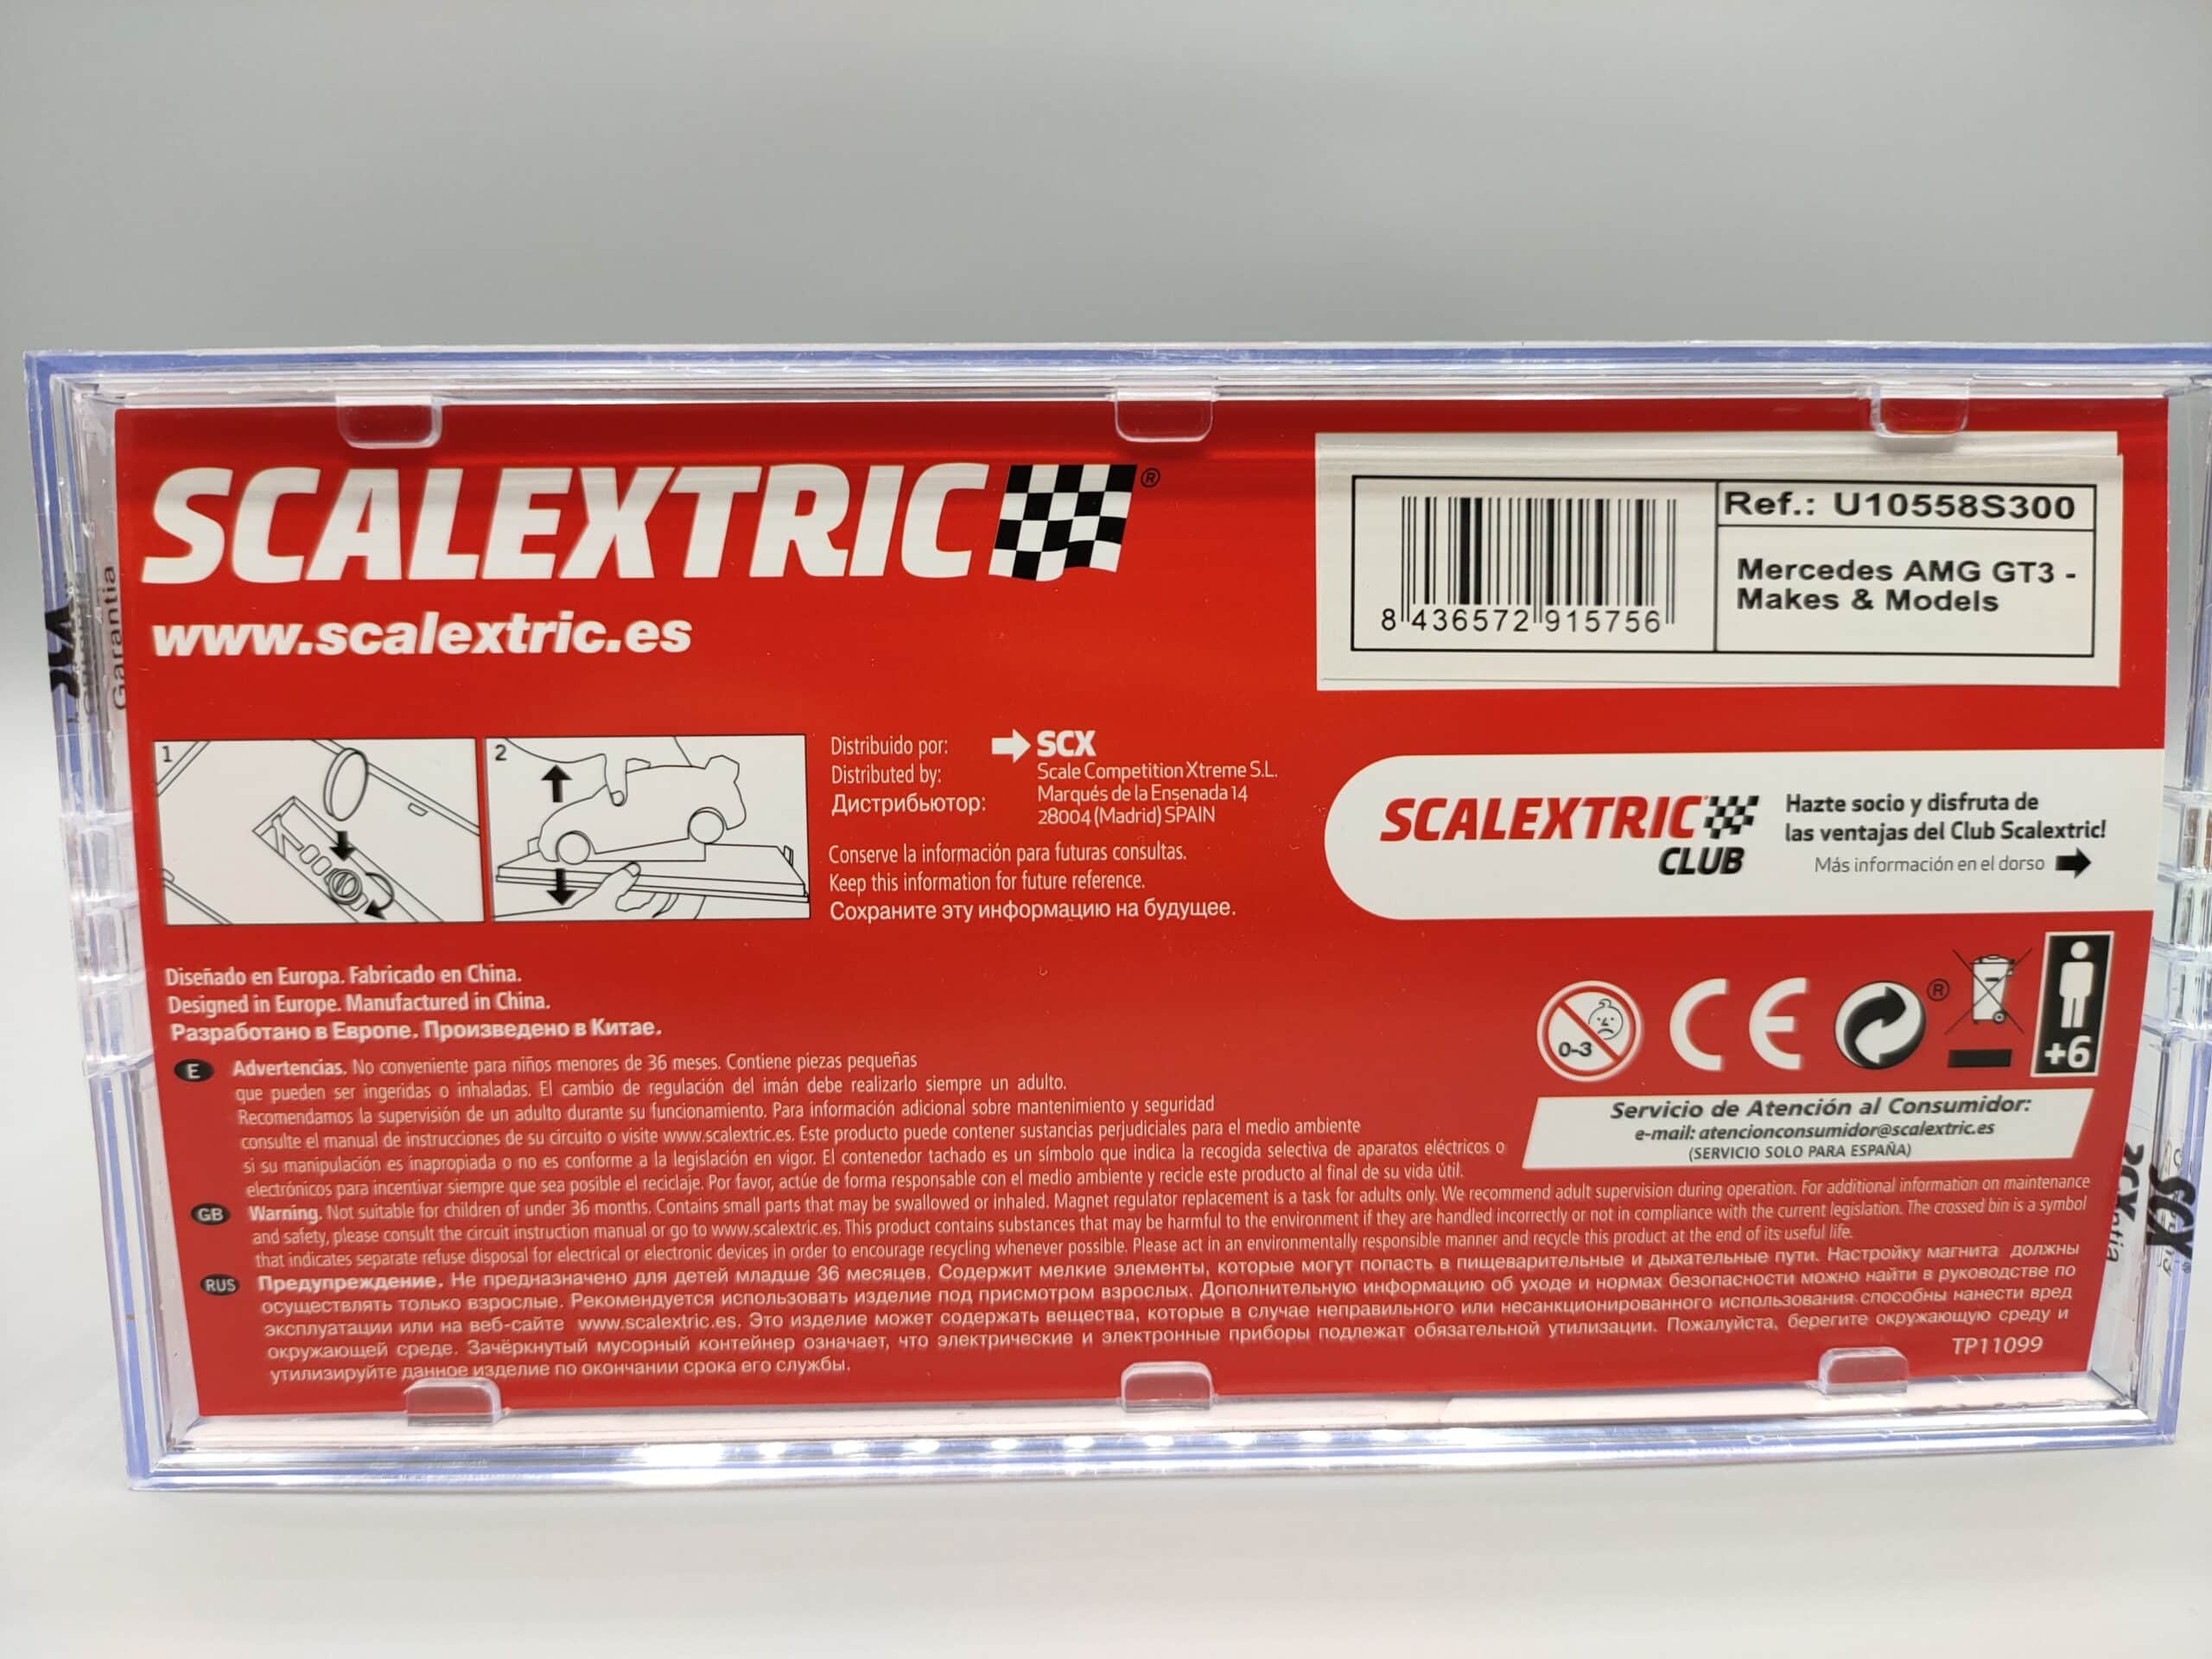 SCALEXTRIC®
www.scalextric.es
Ref.: U10558S300
Mercedes AMG GT3 -
Makes & Models
8 436572 915756
1
2
Distribuido por:
Distributed by:
Дистрибьютор:
SCX
Scale Competition Xtreme S.L.
Marqués de la Ensenada 14
28004 (Madrid) SPAIN
Conserve la información para futuras consultas.
Keep this information for future reference.
Сохраните эту информацию на будущее.
SCALEXTRIC
CLUB
Hazte socio y disfruta de
las ventajas del Club Scalextric!
Más información en el dorso
Diseñado en Europa. Fabricado en China.
Designed in Europe. Manufactured in China.
Разработано в Европе. Произведено в Китае.
0-3
CE
®
+6
Servicio de Atención al Consumidor:
e-mail: atencionconsumidor@scalextric.es
(SERVICIO SOLO PARA ESPAÑA)
E Advertencias. No conveniente para niños menores de 36 meses. Contiene piezas pequeñas
que pueden ser ingeridas o inhaladas. El cambio de regulación del imán debe realizarlo siempre un adulto.
Recomendamos la supervisión de un adulto durante su funcionamiento. Para información adicional sobre mantenimiento y seguridad
consulte el manual de instrucciones de su circuito o visite www.scalextric.es. Este producto puede contener sustancias perjudiciales para el medio ambiente
si su manipulación es inapropiada o no es conforme a la legislación en vigor. El contenedor tachado es un símbolo que indica la recogida selectiva de aparatos eléctricos o
electrónicos para incentivar siempre que sea posible el reciclaje. Por favor, actúe de forma responsable con el medio ambiente y recicle este producto al final de su vida útil.
GB Warning. Not suitable for children of under 36 months. Contains small parts that may be swallowed or inhaled. Magnet regulator replacement is a task for adults only. We recommend adult supervision during operation. For additional information on maintenance
and safety, please consult the circuit instruction manual or go to www.scalextric.es. This product contains substances that may be harmful to the environment if they are handled incorrectly or not in compliance with the current legislation. The crossed bin is a symbol
that indicates separate refuse disposal for electrical or electronic devices in order to encourage recycling whenever possible. Please act in an environmentally responsible manner and recycle this product at the end of its useful life.
RUS Предупреждение. Не предназначено для детей младше 36 месяцев. Содержит мелкие элементы, которые могут попасть в пищеварительные и дыхательные пути. Настройку магнита должны
осуществлять только взрослые. Рекомендуется использовать изделие под присмотром взрослых. Дополнительную информацию об уходе и нормах безопасности можно найти в руководстве по
эксплуатации или на веб-сайте www.scalextric.es. Это изделие может содержать вещества, которые в случае неправильного или несанкционированного использования способны нанести вред
окружающей среде. Зачёркнутый мусорный контейнер означает, что электрические и электронные приборы подлежат обязательной утилизации. Пожалуйста, берегите окружающую среду и
утилизируйте данное изделие по окончании срока его службы.
TP11099
Garantia
SCX